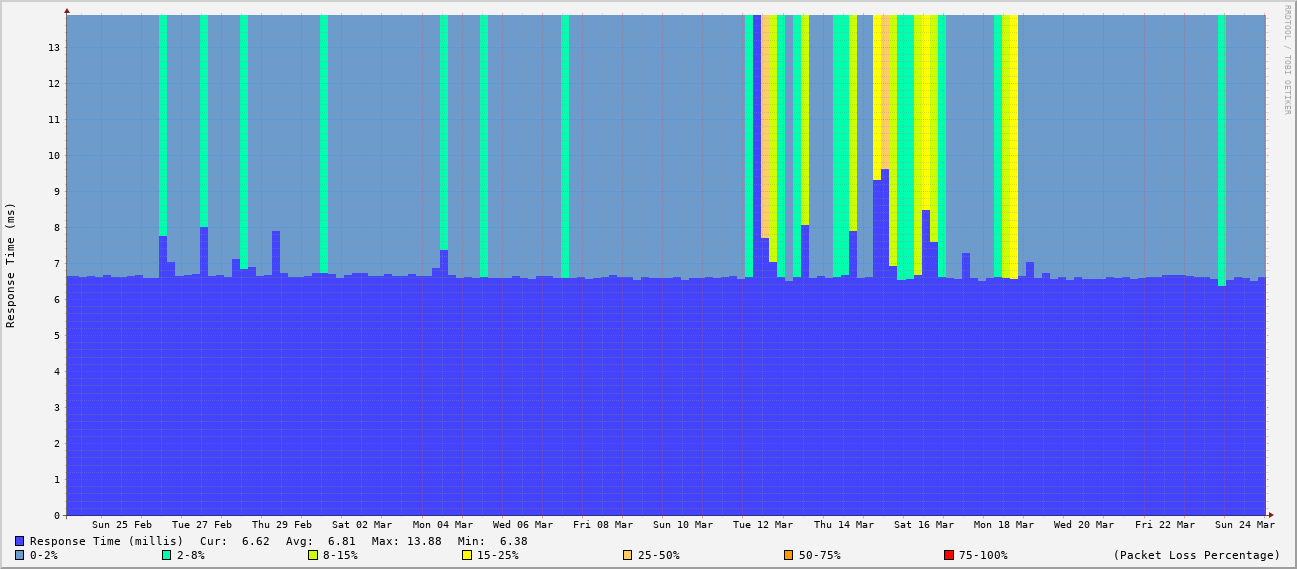 RRDTOOL / TOBI OETIKER
Response Time (ms)
13
12
11
10
9
8
7
6
5
4
3
2
1
0
Sun 25 Feb Tue 27 Feb Thu 29 Feb Sat 02 Mar Mon 04 Mar Wed 06 Mar Fri 08 Mar Sun 10 Mar Tue 12 Mar Thu 14 Mar Sat 16 Mar Mon 18 Mar Wed 20 Mar Fri 22 Mar Sun 24 Mar
Response Time (millis) Cur: 6.62 Avg: 6.81 Max: 13.88 Min: 6.38
0-2% 2-8% 8-15% 15-25% 25-50% 50-75% 75-100% (Packet Loss Percentage)